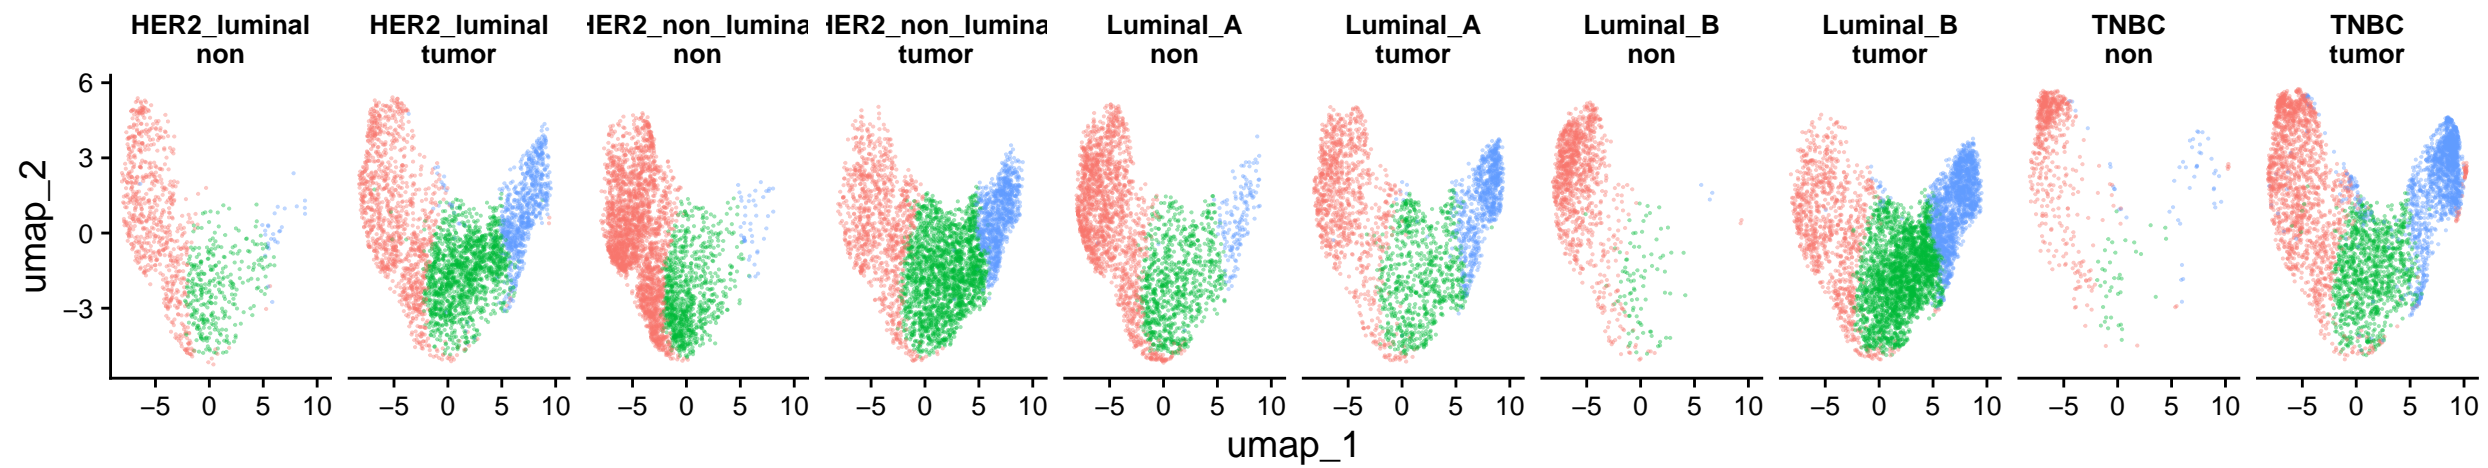 HER2_luminal
non
HER2_luminal
tumor
HER2_non_lumina
non
HER2_non_lumina
tumor
Luminal_A
non
Luminal_A
tumor
Luminal_B
non
Luminal_B
tumor
TNBC
non
TNBC
tumor
umap_2
6
3
0
−3
−5 0 5 10 −5 0 5 10 −5 0 5 10 −5 0 5 10 −5 0 5 10 −5 0 5 10 −5 0 5 10 −5 0 5 10 −5 0 5 10 −5 0 5 10
umap_1